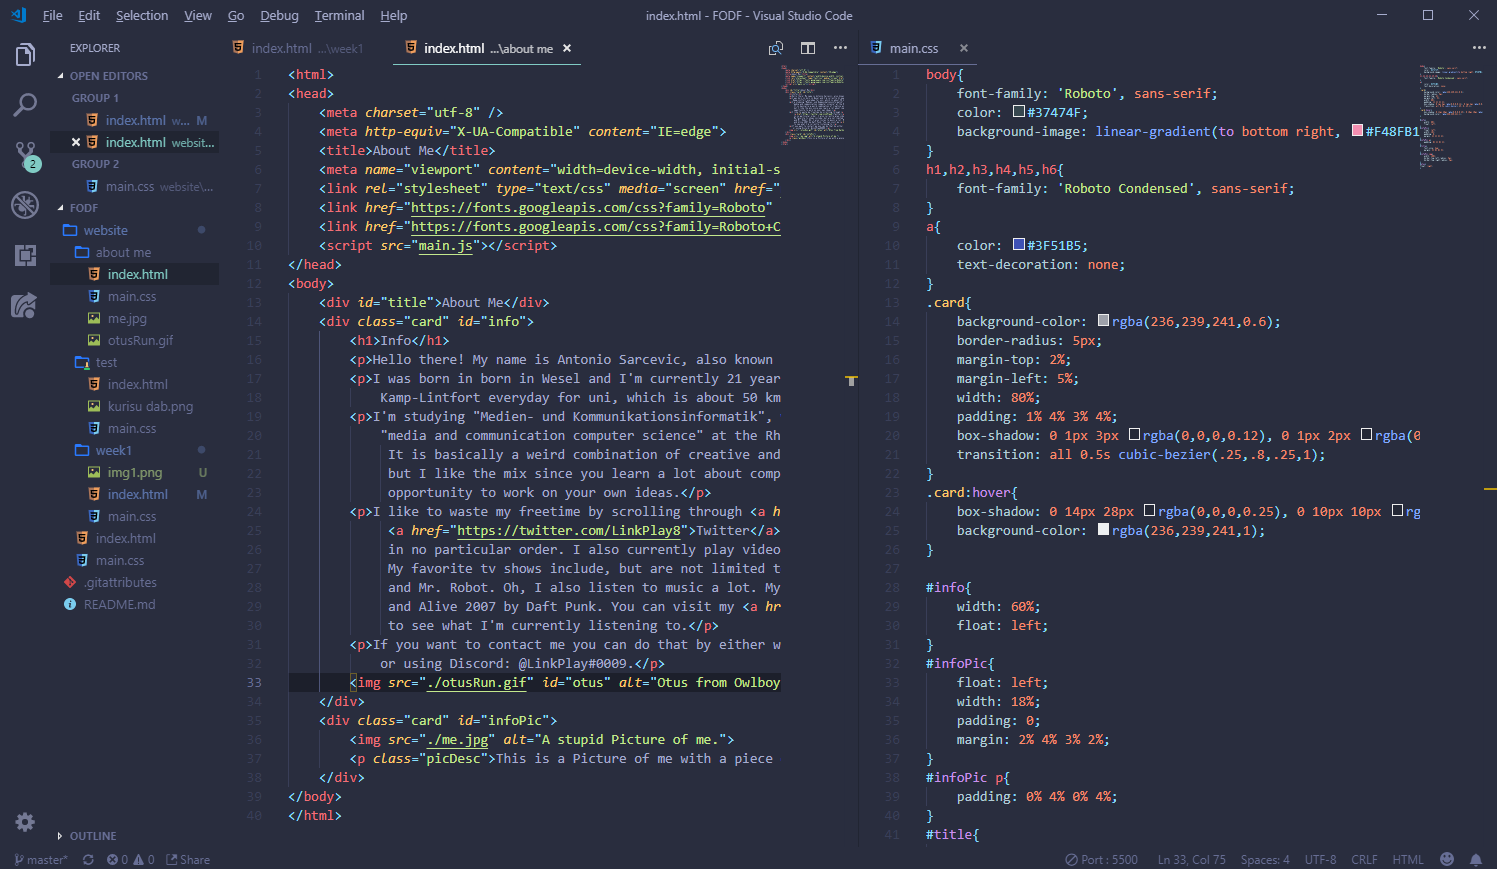 File Edit Selection View Go Debug Terminal Help
index.html - FODF - Visual Studio Code
EXPLORER
OPEN EDITORS
GROUP 1
index.html w... M
index.html websit...
GROUP 2
main.css website\...
FODF
website
about me
index.html
main.css
me.jpg
otusRun.gif
test
index.html
kurisu dab.png
main.css
week1
img1.png U
index.html M
main.css
index.html
main.css
.gitattributes
README.md
OUTLINE
2
index.html ...\week1
index.html ...\about me
1 <html>
2 <head>
3 <meta charset="utf-8" />
4 <meta http-equiv="X-UA-Compatible" content="IE=edge">
5 <title>About Me</title>
6 <meta name="viewport" content="width=device-width, initial-s
7 <link rel="stylesheet" type="text/css" media="screen" href="
8 <link href="https://fonts.googleapis.com/css?family=Roboto"
9 <link href="https://fonts.googleapis.com/css?family=Roboto+C
10 <script src="main.js"></script>
11 </head>
12 <body>
13 <div id="title">About Me</div>
14 <div class="card" id="info">
15 <h1>Info</h1>
16 <p>Hello there! My name is Antonio Sarcevic, also known
17 <p>I was born in born in Wesel and I'm currently 21 year
18 Kamp-Lintfort everyday for uni, which is about 50 km
19 <p>I'm studying "Medien- und Kommunikationsinformatik",
20 "media and communication computer science" at the Rh
21 It is basically a weird combination of creative and
22 but I like the mix since you learn a lot about comp
23 opportunity to work on your own ideas.</p>
24 <p>I like to waste my freetime by scrolling through <a h
25 <a href="https://twitter.com/LinkPlay8">Twitter</a>
26 in no particular order. I also currently play video
27 My favorite tv shows include, but are not limited t
28 and Mr. Robot. Oh, I also listen to music a lot. My
29 and Alive 2007 by Daft Punk. You can visit my <a hr
30 to see what I'm currently listening to.</p>
31 <p>If you want to contact me you can do that by either w
32 or using Discord: @LinkPlay#0009.</p>
33 <img src="./otusRun.gif" id="otus" alt="Otus from Owlboy
34 </div>
35 <div class="card" id="infoPic">
36 <img src="./me.jpg" alt="A stupid Picture of me.">
37 <p class="picDesc">This is a Picture of me with a piece
38 </div>
39 </body>
40 </html>
main.css
1 body{
2 font-family: 'Roboto', sans-serif;
3 color: #37474F;
4 background-image: linear-gradient(to bottom right, #F48FB1
5 }
6 h1,h2,h3,h4,h5,h6{
7 font-family: 'Roboto Condensed', sans-serif;
8 }
9 a{
10 color: #3F51B5;
11 text-decoration: none;
12 }
13 .card{
14 background-color: rgba(236,239,241,0.6);
15 border-radius: 5px;
16 margin-top: 2%;
17 margin-left: 5%;
18 width: 80%;
19 padding: 1% 4% 3% 4%;
20 box-shadow: 0 1px 3px rgba(0,0,0,0.12), 0 1px 2px rgba(0
21 transition: all 0.5s cubic-bezier(.25,.8,.25,1);
22 }
23 .card:hover{
24 box-shadow: 0 14px 28px rgba(0,0,0,0.25), 0 10px 10px rg
25 background-color: rgba(236,239,241,1);
26 }
27
28 #info{
29 width: 60%;
30 float: left;
31 }
32 #infoPic{
33 float: left;
34 width: 18%;
35 padding: 0;
36 margin: 2% 4% 3% 2%;
37 }
38 #infoPic p{
39 padding: 0% 4% 0% 4%;
40 }
41 #title{
master* 0 0 Share
Port : 5500 Ln 33, Col 75 Spaces: 4 UTF-8 CRLF HTML